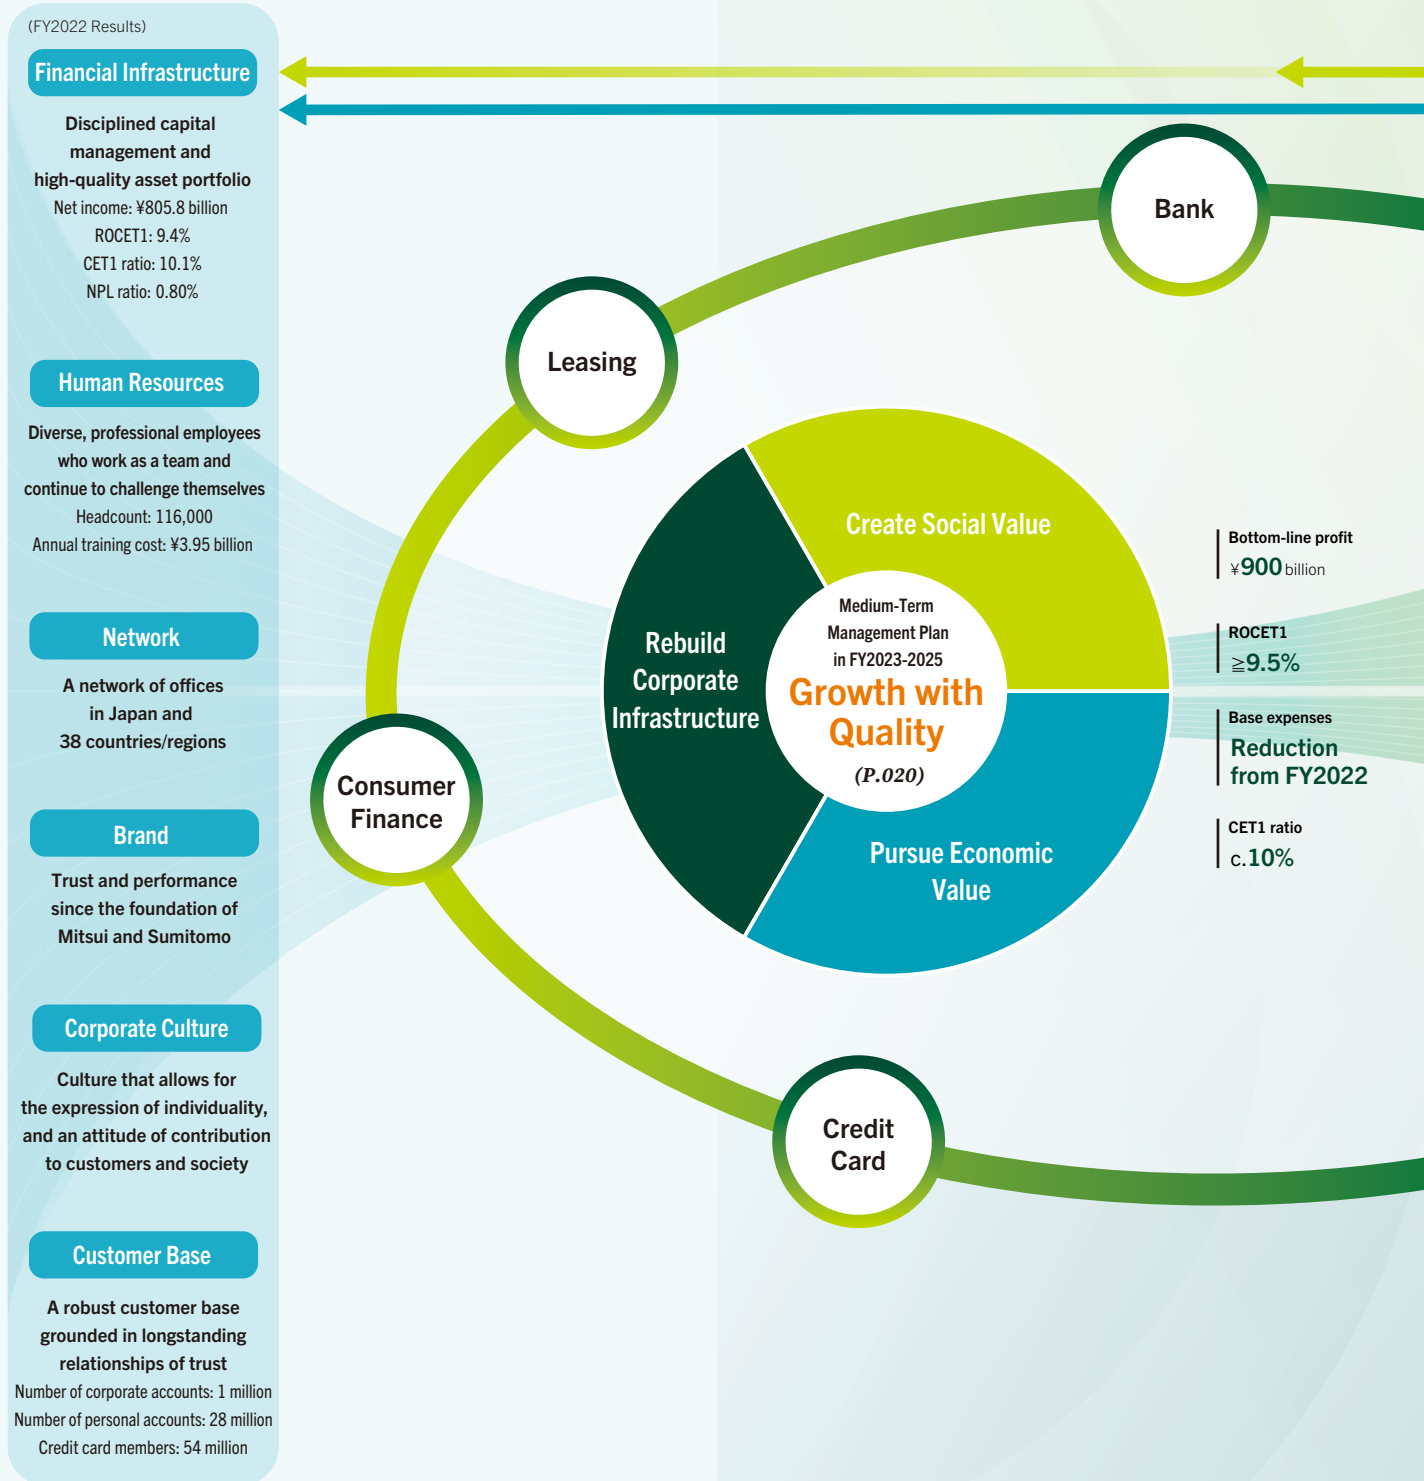 (FY2022 Results)
Financial Infrastructure
Disciplined capital
management and
high-quality asset portfolio
Net income: ¥805.8 billion
ROCET1: 9.4%
CET1 ratio: 10.1%
NPL ratio: 0.80%
Human Resources
Diverse, professional employees
who work as a team and
continue to challenge themselves
Headcount: 116,000
Annual training cost: ¥3.95 billion
Network
A network of offices
in Japan and
38 countries/regions
Brand
Trust and performance
since the foundation of
Mitsui and Sumitomo
Corporate Culture
Culture that allows for
the expression of individuality,
and an attitude of contribution
to customers and society
Customer Base
A robust customer base
grounded in longstanding
relationships of trust
Number of corporate accounts: 1 million
Number of personal accounts: 28 million
Credit card members: 54 million
Bank
Leasing
Consumer
Finance
Credit
Card
Create Social Value
Rebuild
Corporate
Infrastructure
Pursue Economic
Value
Medium-Term
Management Plan
in FY2023-2025
Growth with
Quality
(P.020)
Bottom-line profit
¥900 billion
ROCET1
≧9.5%
Base expenses
Reduction
from FY2022
CET1 ratio
c.10%